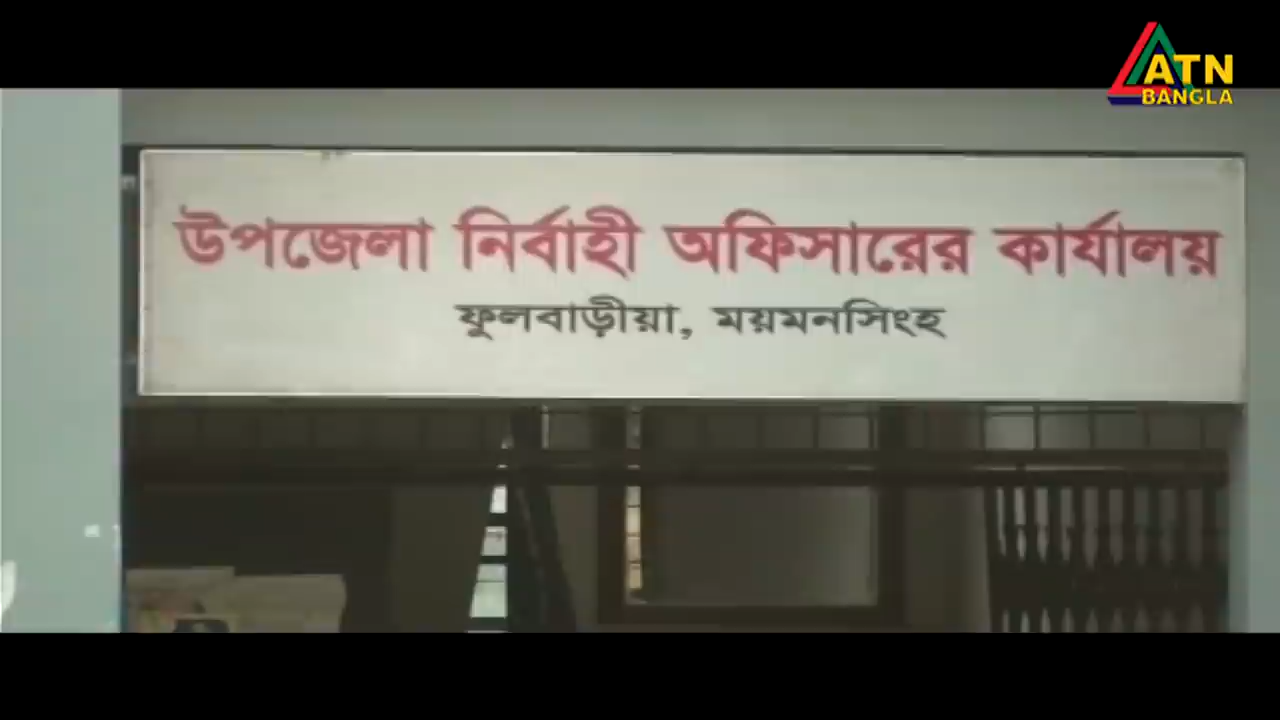 ATN
BANGLA
উপজেলা নির্বাহী অফিসারের কার্যালয়
ফুলবাড়ীয়া, ময়মনসিংহ